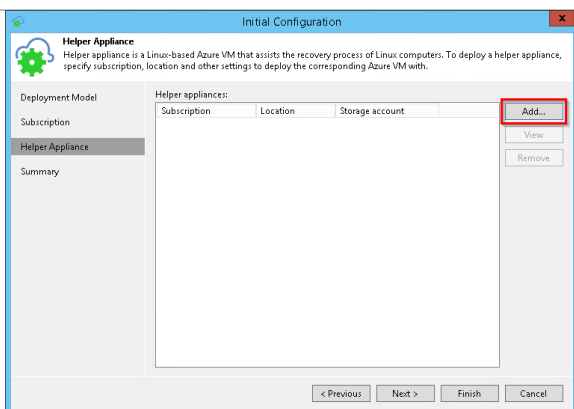 Initial Configuration
x
Helper Appliance
Helper appliance is a Linux-based Azure VM that assists the recovery process of Linux computers. To deploy a helper appliance,
specify subscription, location and other settings to deploy the corresponding Azure VM with.
Deployment Model
Subscription
Helper Appliance
Summary
Helper appliances:
Subscription Location Storage account
Add...
View
Remove
< Previous Next > Finish Cancel